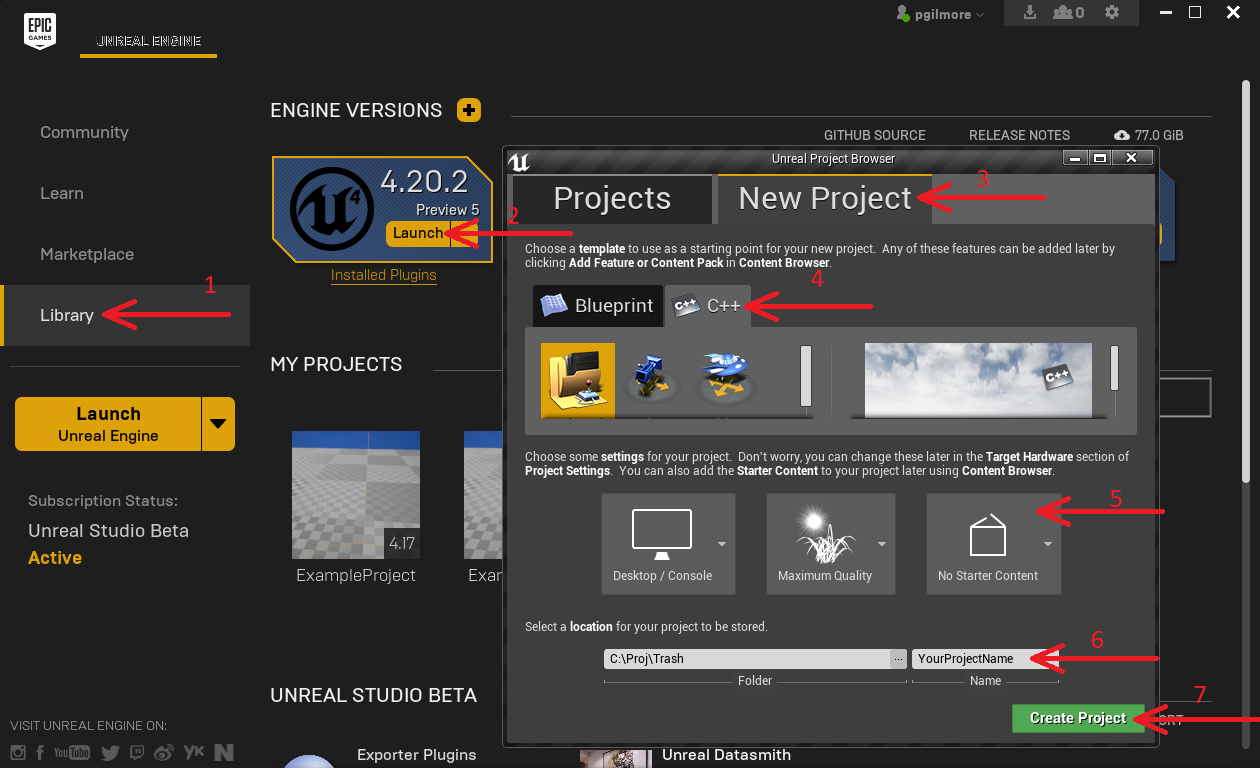 EPIC
GAMES
UNREAL ENGINE
pgilmore
0
Community
Learn
Marketplace
Library
1
Launch
Unreal Engine
Subscription Status:
Unreal Studio Beta
Active
VISIT UNREAL ENGINE ON:
You Tube
ENGINE VERSIONS
GITHUB SOURCE
RELEASE NOTES
77.0 GiB
4
4.20.2
Preview 5
Launch
2
Installed Plugins
MY PROJECTS
4.17
ExampleProject
Exar
UNREAL STUDIO BETA
Exporter Plugins
Unreal Datasmith
Unreal Project Browser
Projects
New Project
3
Choose a template to use as a starting point for your new project. Any of these features can be added later by
clicking Add Feature or Content Pack in Content Browser.
Blueprint
C++
C++
4
C++
Choose some settings for your project. Don't worry, you can change these later in the Target Hardware section of
Project Settings. You can also add the Starter Content to your project later using Content Browser.
Desktop / Console
Maximum Quality
No Starter Content
5
Select a location for your project to be stored.
C:\Proj\Trash
...
YourProjectName
6
Folder
Name
Create Project
7